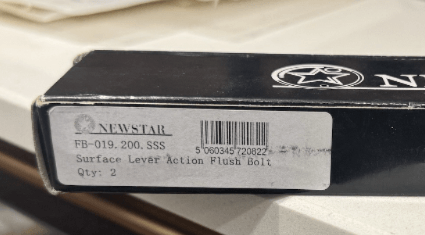 NEWSTAR
FB-019.200.SSS
5 060345 720822
Surface Lever Action Flush Bolt
Qty: 2